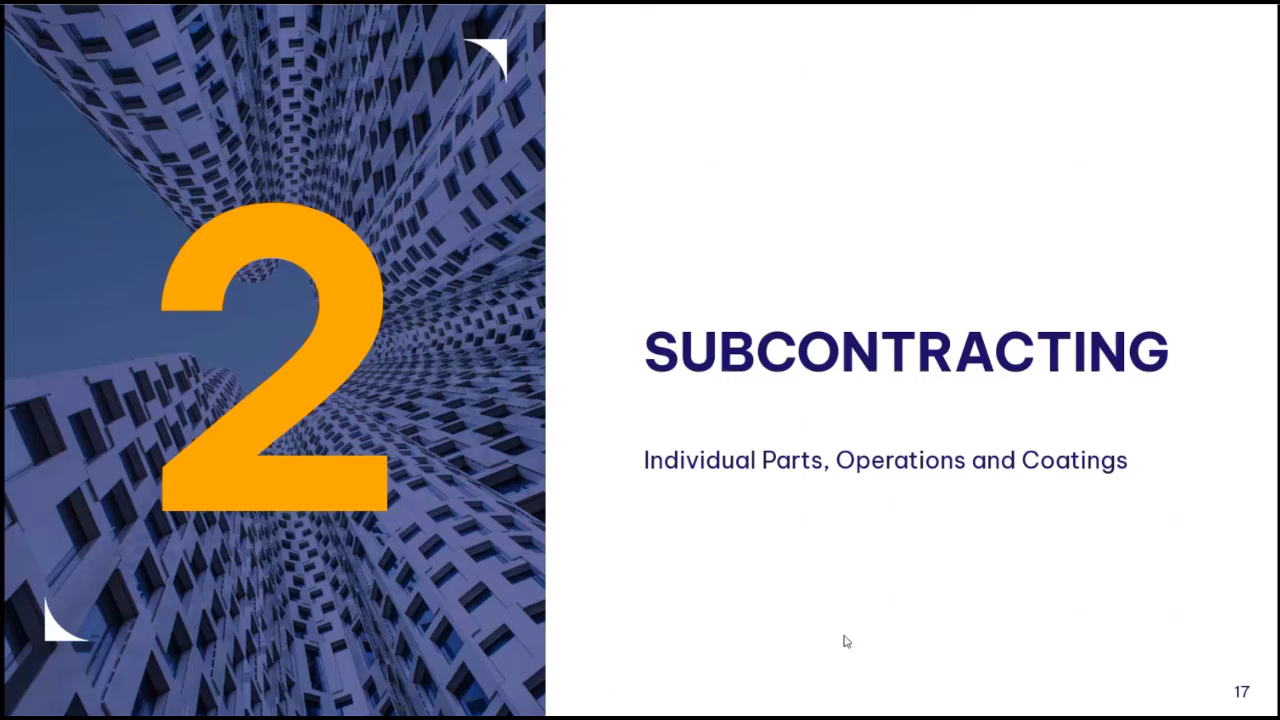 2
SUBCONTRACTING
Individual Parts, Operations and Coatings
17